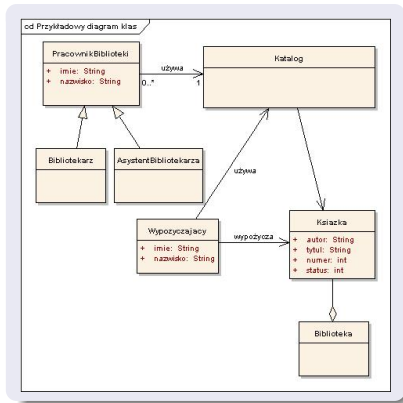 cd Przykładowy diagram klas
PracownikBiblioteki
+ imie: String
+ nazwisko: String
używa
0..*
1
Katalog
Bibliotekarz
AsystentBibliotekarza
używa
Wypozyczajacy
+ imie: String
+ nazwisko: String
wypożycza
Ksiazka
+ autor: String
+ tytul: String
+ numer: int
+ status: int
Biblioteka